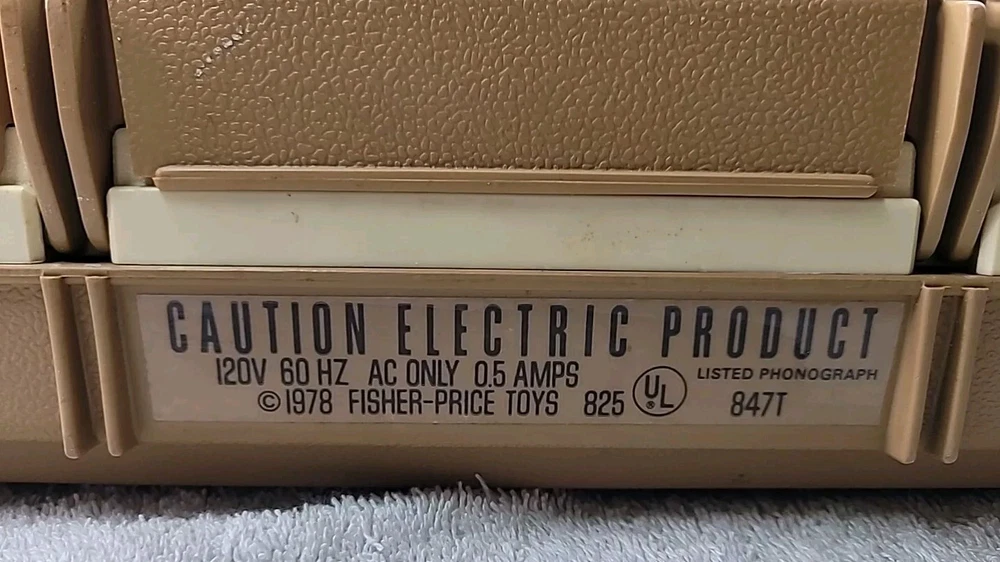 CAUTION ELECTRIC PRODUCT
120V 60 HZ AC ONLY 0.5 AMPS
© 1978 FISHER-PRICE TOYS 825
UL ®
LISTED PHONOGRAPH
847T